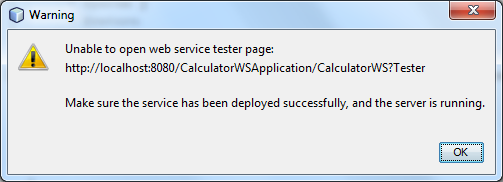 Warning
Unable to open web service tester page:
http://localhost:8080/CalculatorWSApplication/CalculatorWS?Tester
Make sure the service has been deployed successfully, and the server is running.
OK